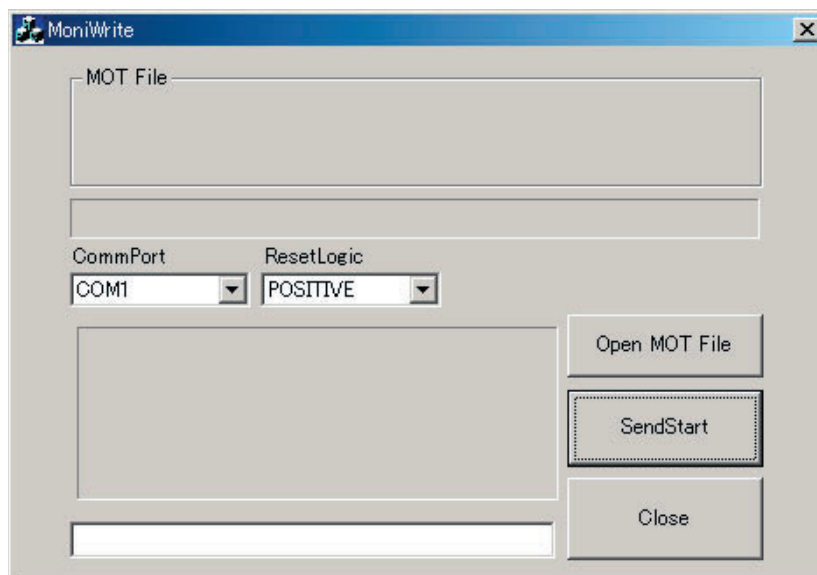 MoniWrite
MOT File
CommPort
ResetLogic
COM1
POSITIVE
Open MOT File
SendStart
Close